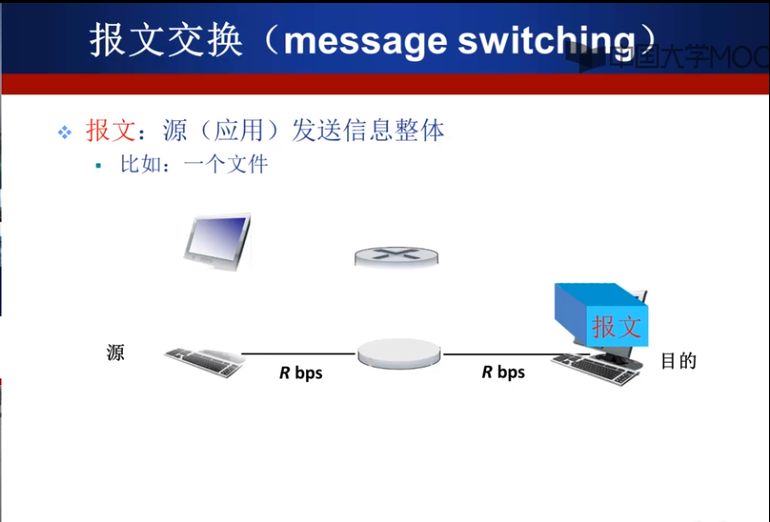 报文交换（message switching）
中国大学MOOC
报文：源（应用）发送信息整体
比如：一个文件
报文
源
目的
R bps
R bps